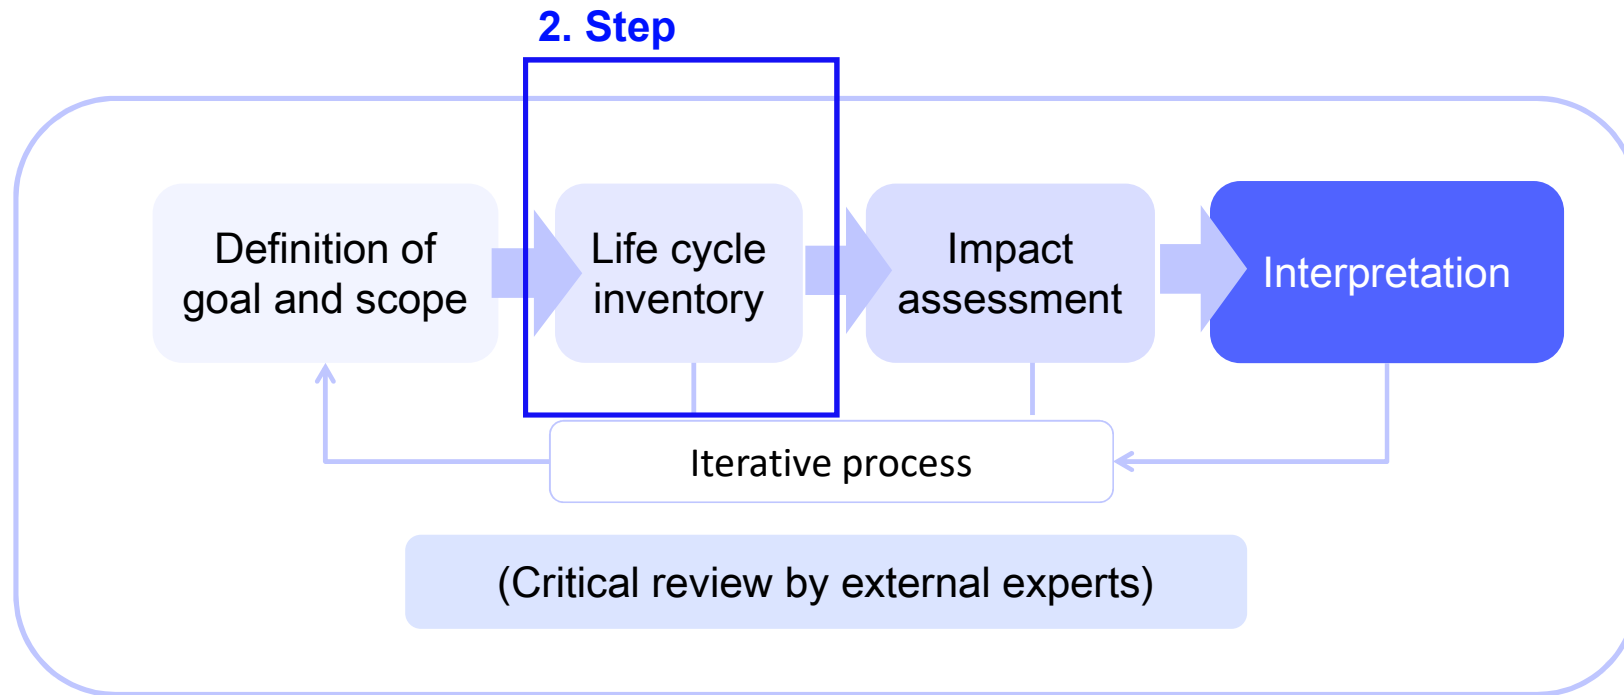 2. Step
Definition of
goal and scope
Life cycle
inventory
Impact
assessment
Interpretation
Iterative process
(Critical review by external experts)